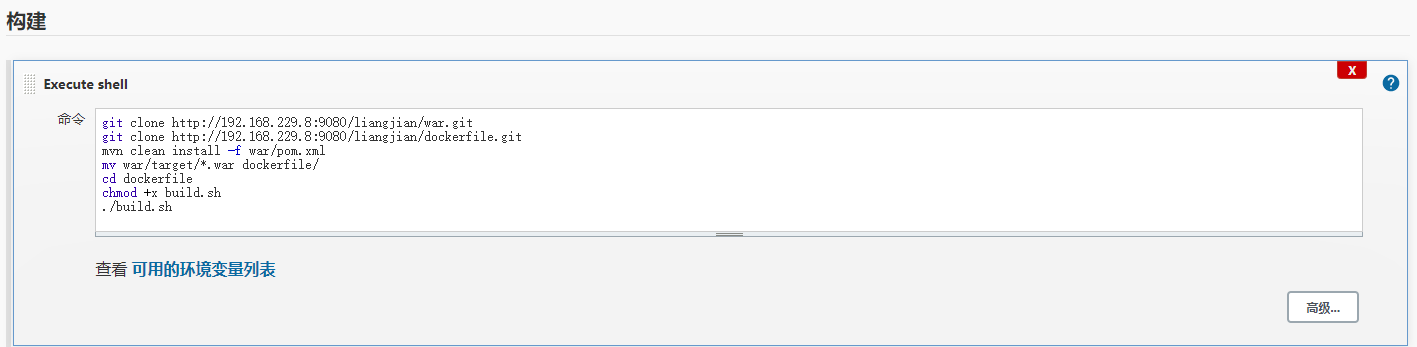 构建
Execute shell
X
?
命令
git clone http://192.168.229.8:9080/liangjian/war.git
git clone http://192.168.229.8:9080/liangjian/dockerfile.git
mvn clean install -f war/pom.xml
mv war/target/*.war dockerfile/
cd dockerfile
chmod +x build.sh
./build.sh
查看 可用的环境变量列表
高级...